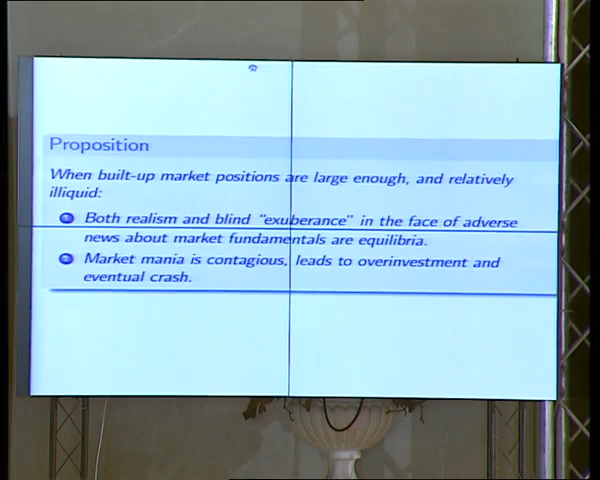 Proposition
When built-up market positions are large enough, and relatively
illiquid:
1 Both realism and blind "exuberance" in the face of adverse
news about market fundamentals are equilibria.
2 Market mania is contagious, leads to overinvestment and
eventual crash.